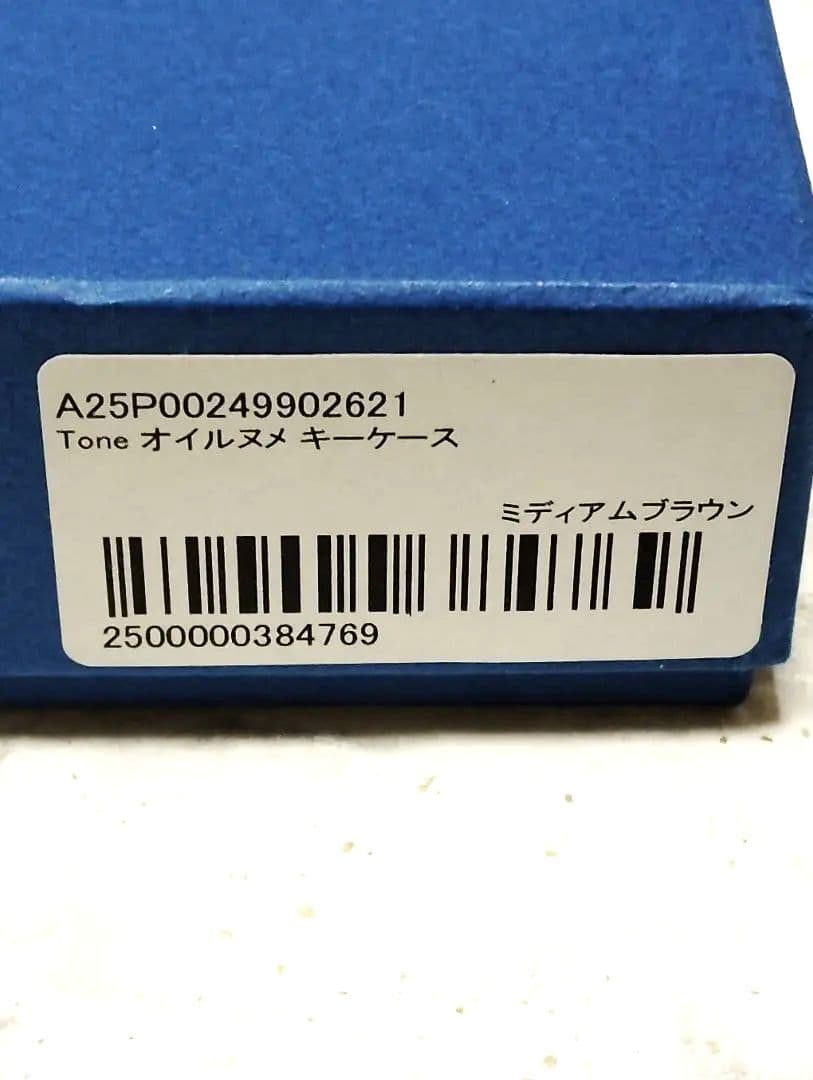 A25P00249902621
Tone オイルヌメ キーケース
ミディアムブラウン
2500000384769